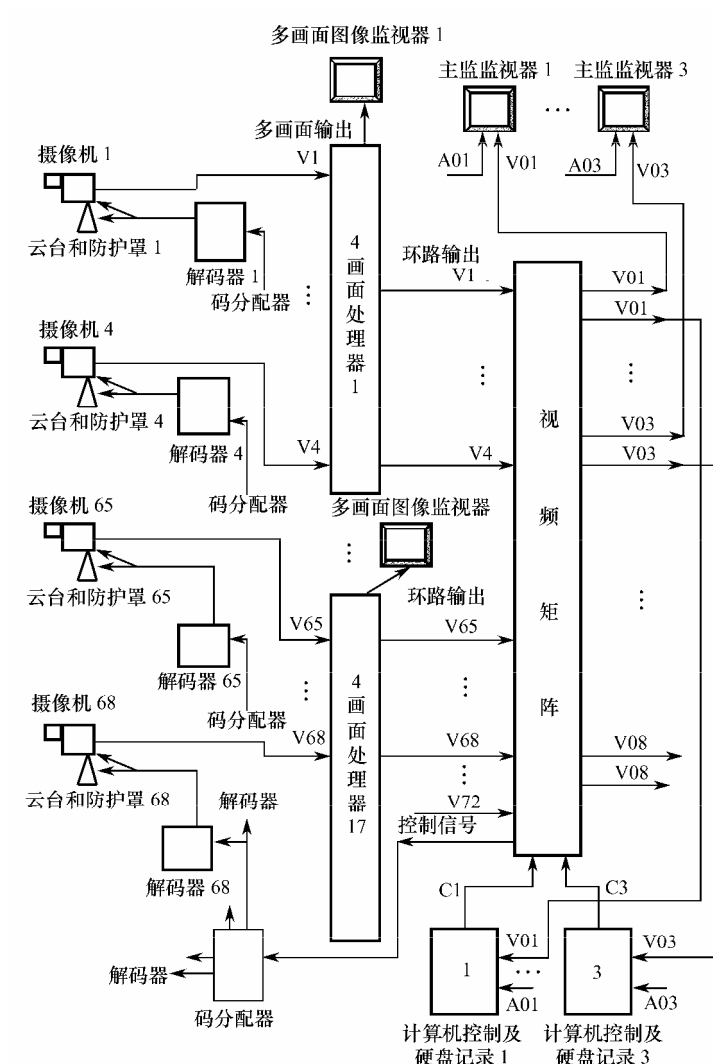 多画面图像监视器 1
主监监视器 1
主监监视器 3
多画面输出
摄像机 1
V1
A01
V01
A03
V03
云台和防护罩 1
解码器 1
码分配器
4画面处理器1
环路输出
V1
V01
V01
摄像机 4
云台和防护罩 4
解码器 4
V4
V4
码分配器
视频矩阵
V03
V03
摄像机 65
多画面图像监视器
云台和防护罩 65
环路输出
V65
V65
解码器 65
码分配器
4画面处理器17
摄像机 68
V68
V68
V08
V08
云台和防护罩 68
解码器
V72
控制信号
解码器 68
C1
C3
解码器
码分配器
V01
V03
1
3
A01
A03
计算机控制及
硬盘记录 1
计算机控制及
硬盘记录 3